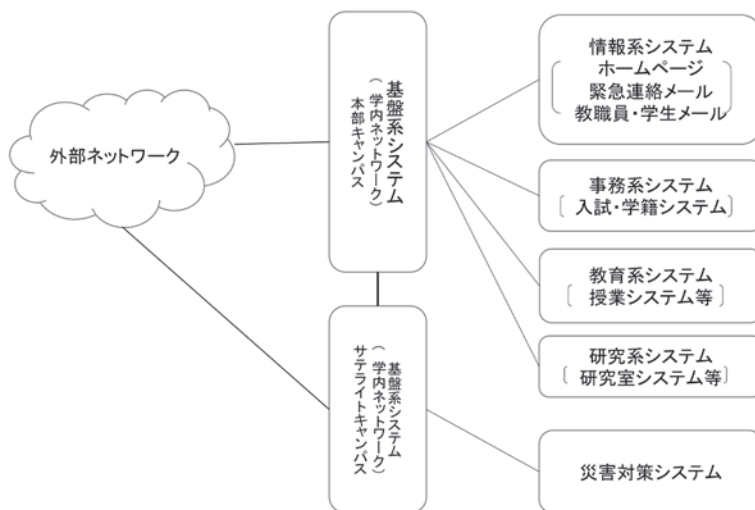 外部ネットワーク
基盤系システム
(学内ネットワーク)
本部キャンパス
基盤系システム
(学内ネットワーク)
サテライトキャンパス
情報系システム
ホームページ
緊急連絡メール
教職員・学生メール
事務系システム
〔入試・学籍システム〕
教育系システム
〔授業システム等〕
研究系システム
〔研究室システム等〕
災害対策システム